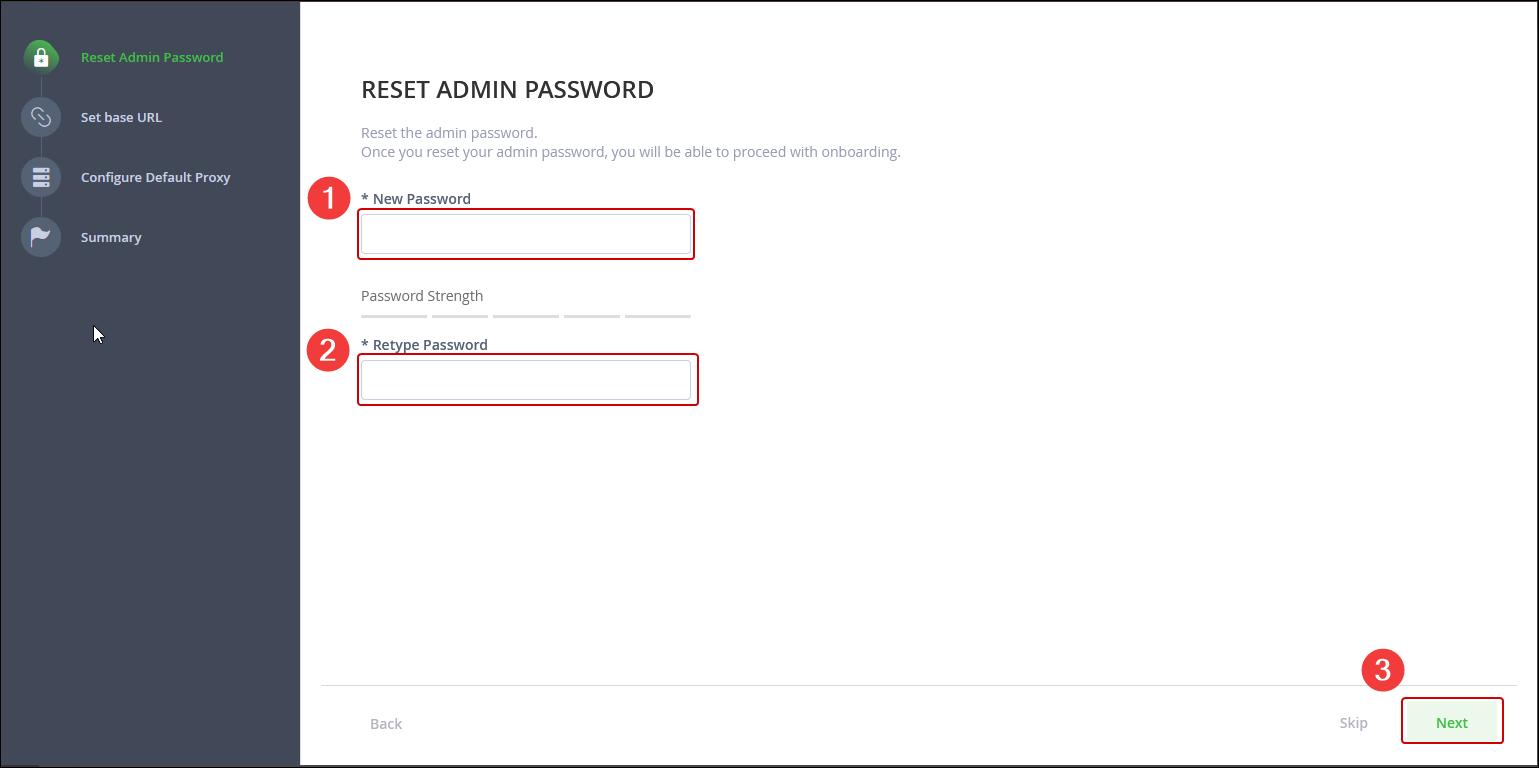 Reset Admin Password
Set base URL
Configure Default Proxy
Summary
RESET ADMIN PASSWORD
Reset the admin password.
Once you reset your admin password, you will be able to proceed with onboarding.
1
* New Password
Password Strength
2
* Retype Password
3
Back
Skip
Next